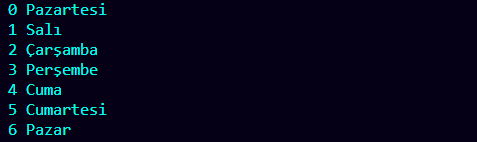 0 Pazartesi
1 Salı
2 Çarşamba
3 Perşembe
4 Cuma
5 Cumartesi
6 Pazar